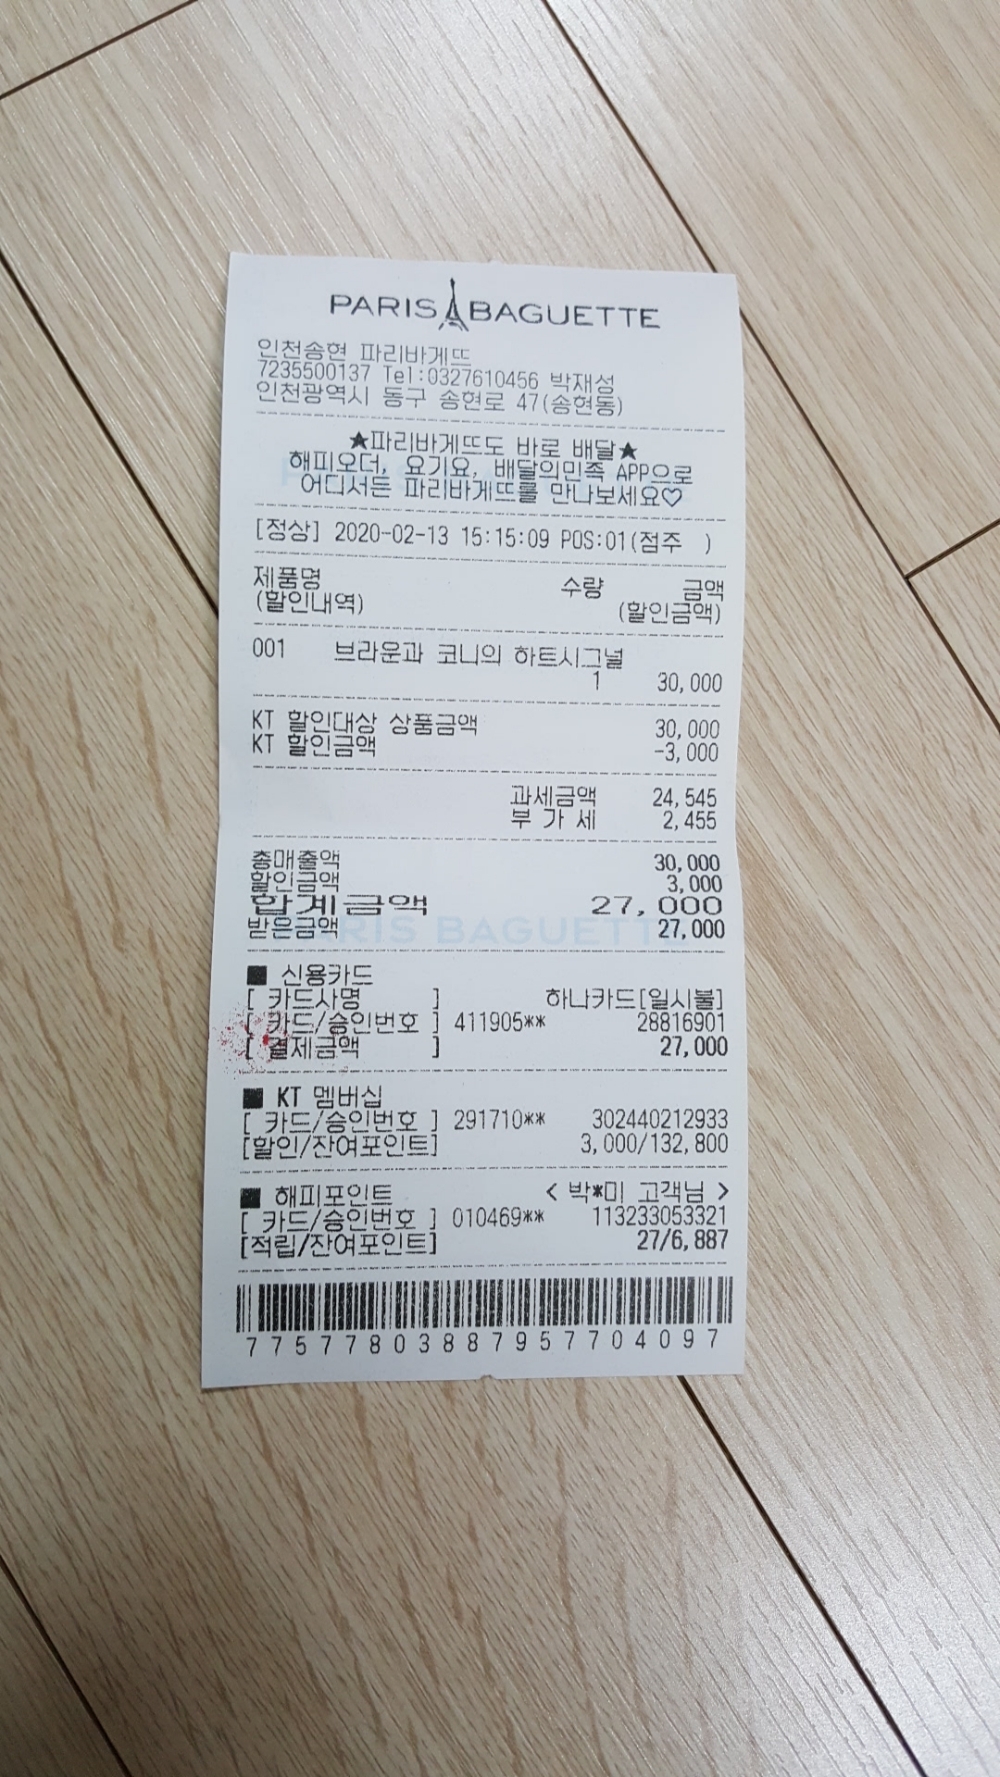 PARIS BAGUETTE
인천송현 파리바게뜨
7235500137 Tel:0327610456 박재성
인천광역시 동구 송현로 47(송현동)
★파리바게뜨도 바로 배달★
해피오더, 요기요, 배달의민족 APP으로
어디서든 파리바게뜨를 만나보세요♡
[정상] 2020-02-13 15:15:09 POS:01(점주 )
제품명 수량 금액
(할인내역) (할인금액)
001 브라운과 코니의 하트시그널
1 30,000
KT 할인대상 상품금액 30,000
KT 할인금액 -3,000
과세금액 24,545
부 가 세 2,455
총매출액 30,000
할인금액 3,000
합계금액 27,000
받은금액 27,000
PARIS BAGUETTE
■ 신용카드
[ 카드사명 ] 하나카드[일시불]
[ 카드/승인번호 ] 411905** 28816901
[ 결제금액 ] 27,000
■ KT 멤버십
[ 카드/승인번호 ] 291710** 302440212933
[할인/잔여포인트] 3,000/132,800
■ 해피포인트 < 박*미 고객님 >
[ 카드/승인번호 ] 010469** 113233053321
[적립/잔여포인트] 27/6,887
77577803887957704097